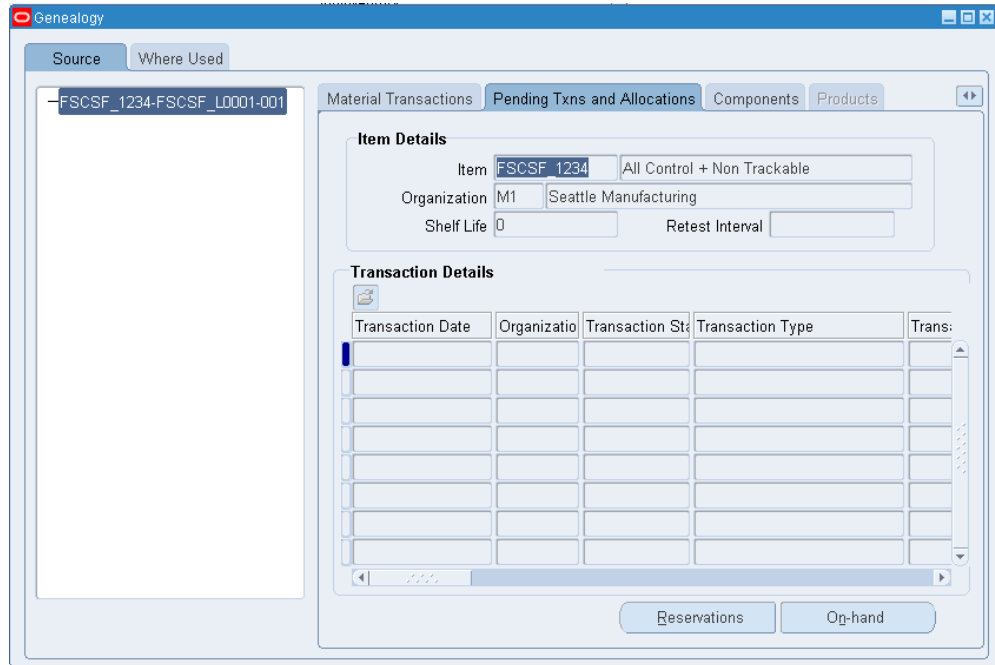 Genealogy
Source Where Used
FSCSF_1234-FSCSF_L0001-001
Material Transactions Pending Txns and Allocations Components Products
Item Details
Item FSCSF_1234 All Control + Non Trackable
Organization M1 Seattle Manufacturing
Shelf Life 0 Retest Interval
Transaction Details
Transaction Date Organizatio Transaction Sta Transaction Type Transa
Reservations On-hand